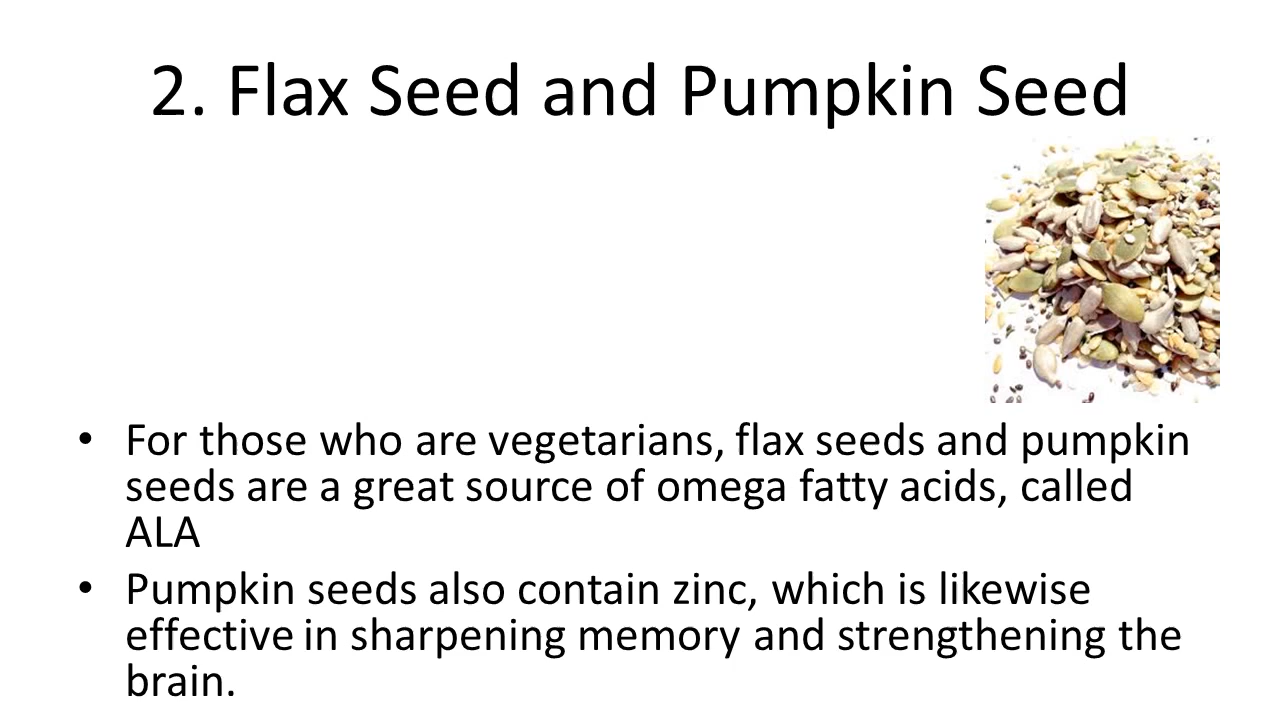 2. Flax Seed and Pumpkin Seed
• For those who are vegetarians, flax seeds and pumpkin
seeds are a great source of omega fatty acids, called
ALA
• Pumpkin seeds also contain zinc, which is likewise
effective in sharpening memory and strengthening the
brain.